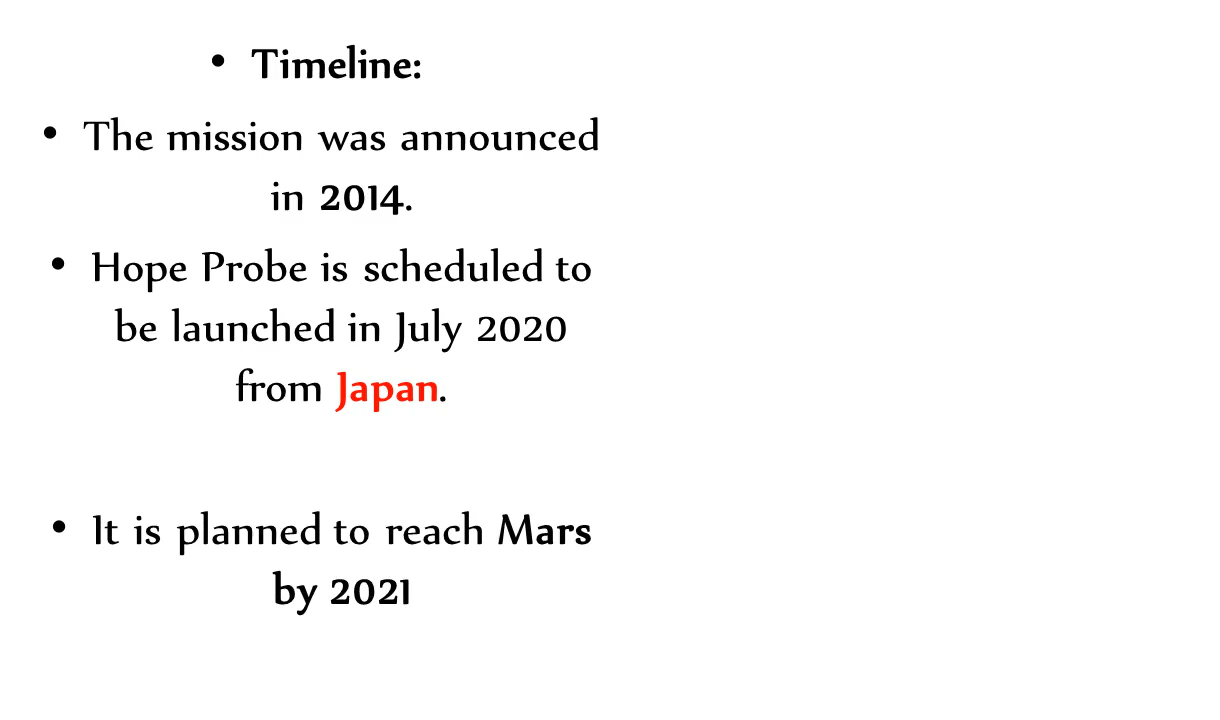 • Timeline:
• The mission was announced
in 2014.
• Hope Probe is scheduled to
be launched in July 2020
from Japan.
• It is planned to reach Mars
by 2021